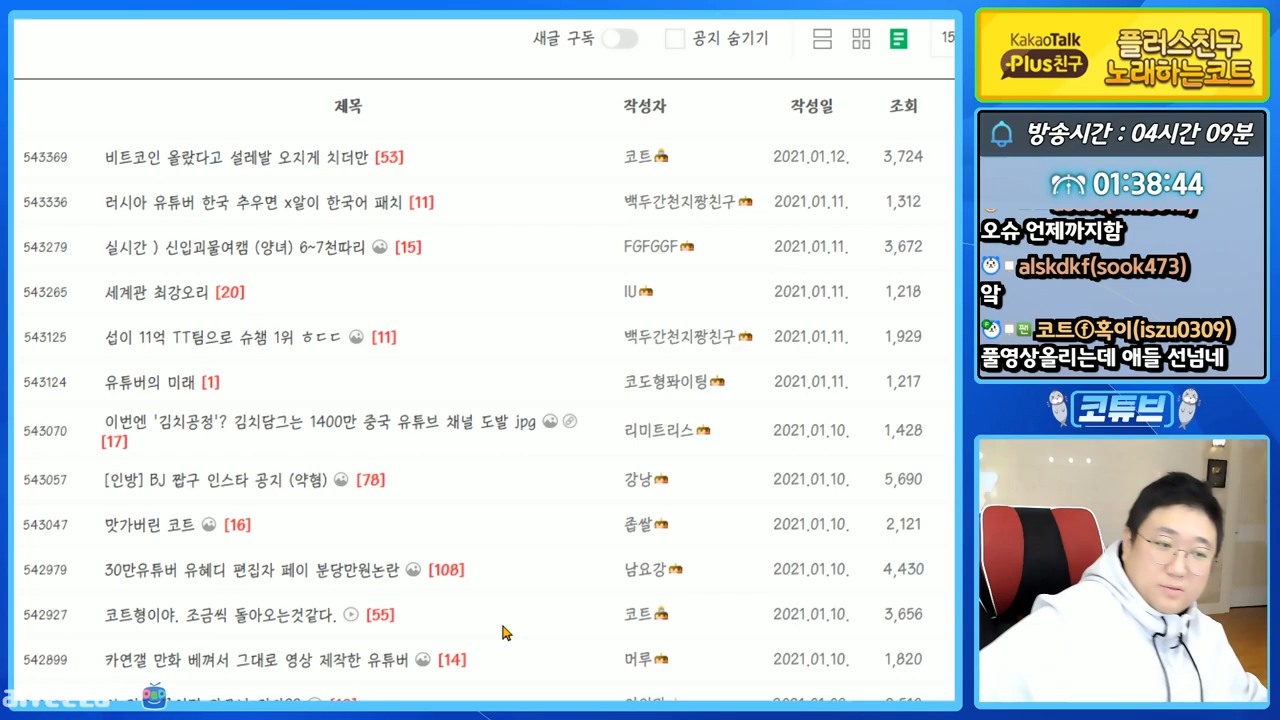 새글 구독 공지 숨기기 15
제목 작성자 작성일 조회
543369 비트코인 올랐다고 설레발 오지게 치더만 [53] 코트 2021.01.12. 3,724
543336 러시아 유튜버 한국 추우면 x알이 한국어 패치 [11] 백두간천지짱친구 2021.01.11. 1,312
543279 실시간 ) 신입괴물여캠 (양녀) 6~7천따리 [15] FGFGGF 2021.01.11. 3,672
543265 세계관 최강오리 [20] IU 2021.01.11. 1,218
543125 섭이 11억 TT팀으로 슈챙 1위 ㅎㄷㄷ [11] 백두간천지짱친구 2021.01.11. 1,929
543124 유튜버의 미래 [1] 코도형퐈이팅 2021.01.11. 1,217
543070 이번엔 '김치공정'? 김치담그는 1400만 중국 유튜브 채널 도발 jpg
[17] 리미트리스 2021.01.10. 1,428
543057 [인방] BJ 짭구 인스타 공지 (약혐) [78] 강낭 2021.01.10. 5,690
543047 맛가버린 코트 [16] 좁쌀 2021.01.10. 2,121
542979 30만유튜버 유혜디 편집자 페이 분당만원논란 [108] 남요강 2021.01.10. 4,430
542927 코트형이야. 조금씩 돌아오는것같다. [55] 코트 2021.01.10. 3,656
542899 카연갤 만화 베껴서 그대로 영상 제작한 유튜버 [14] 머루 2021.01.10. 1,820
KakaoTalk
Plus친구
플러스친구
노래하는코트
방송시간 : 04시간 09분
01:38:44
오슈 언제까지함
alskdkf(sook473)
악
팬 코트ⓕ혹이(iszu0309)
풀영상올리는데 얘들 선넘네
코튜브